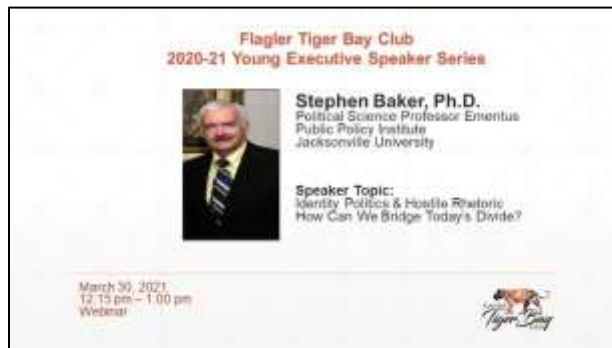 Flagler Tiger Bay Club
2020-21 Young Executive Speaker Series
Stephen Baker, Ph.D.
Political Science Professor Emeritus
Public Policy Institute
Jacksonville University
Speaker Topic:
Identity Politics & Hostile Rhetoric
How Can We Bridge Today's Divide?
March 30, 2021
12:15 pm – 1:00 pm
Webinar
Tiger Bay